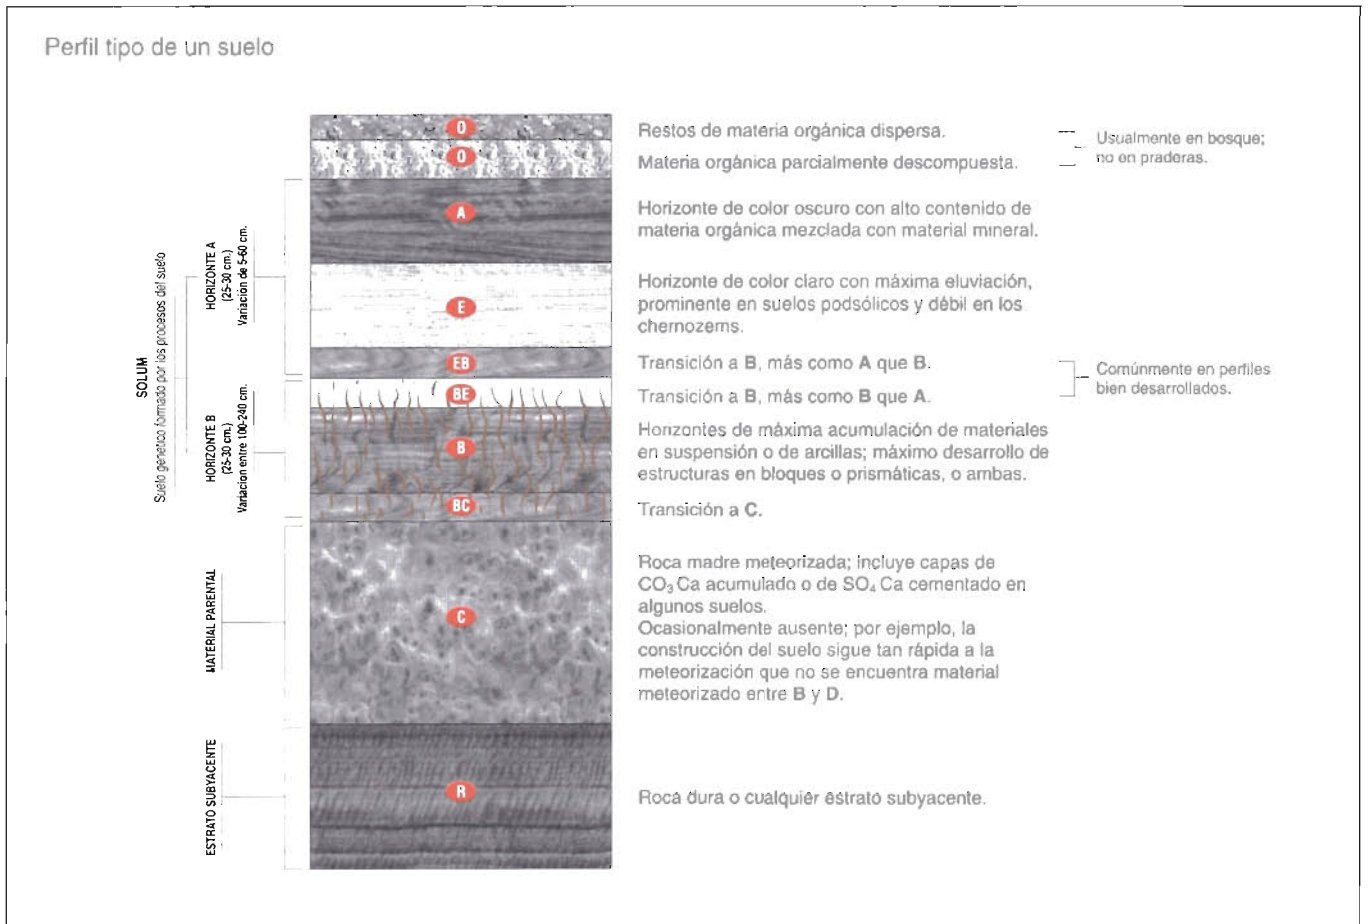 Perfil tipo de un suelo
O
Restos de materia orgánica dispersa.
O
Materia orgánica parcialmente descompuesta.
Usualmente en bosque;
no en praderas.
SOLUM
Suelo genetico formado por los procesos del suelo
HORIZONTE A
(25-30 cm.)
Variación de 5-60 cm.
A
Horizonte de color oscuro con alto contenido de
materia orgánica mezclada con material mineral.
E
Horizonte de color claro con máxima eluviación,
prominente en suelos podsólicos y débil en los
chernozems.
EB
Transición a B, más como A que B.
HORIZONTE B
(25-30 cm.)
Variacion entre 100-240 cm.
BE
Transición a B, más como B que A.
Comúnmente en perfiles
bien desarrollados.
B
Horizontes de máxima acumulación de materiales
en suspensión o de arcillas; máximo desarrollo de
estructuras en bloques o prismáticas, o ambas.
BC
Transición a C.
MATERIAL PARENTAL
C
Roca madre meteorizada; incluye capas de
CO₃ Ca acumulado o de SO₄ Ca cementado en
algunos suelos.
Ocasionalmente ausente; por ejemplo, la
construcción del suelo sigue tan rápida a la
meteorización que no se encuentra material
meteorizado entre B y D.
ESTRATO SUBYACENTE
R
Roca dura o cualquier estrato subyacente.